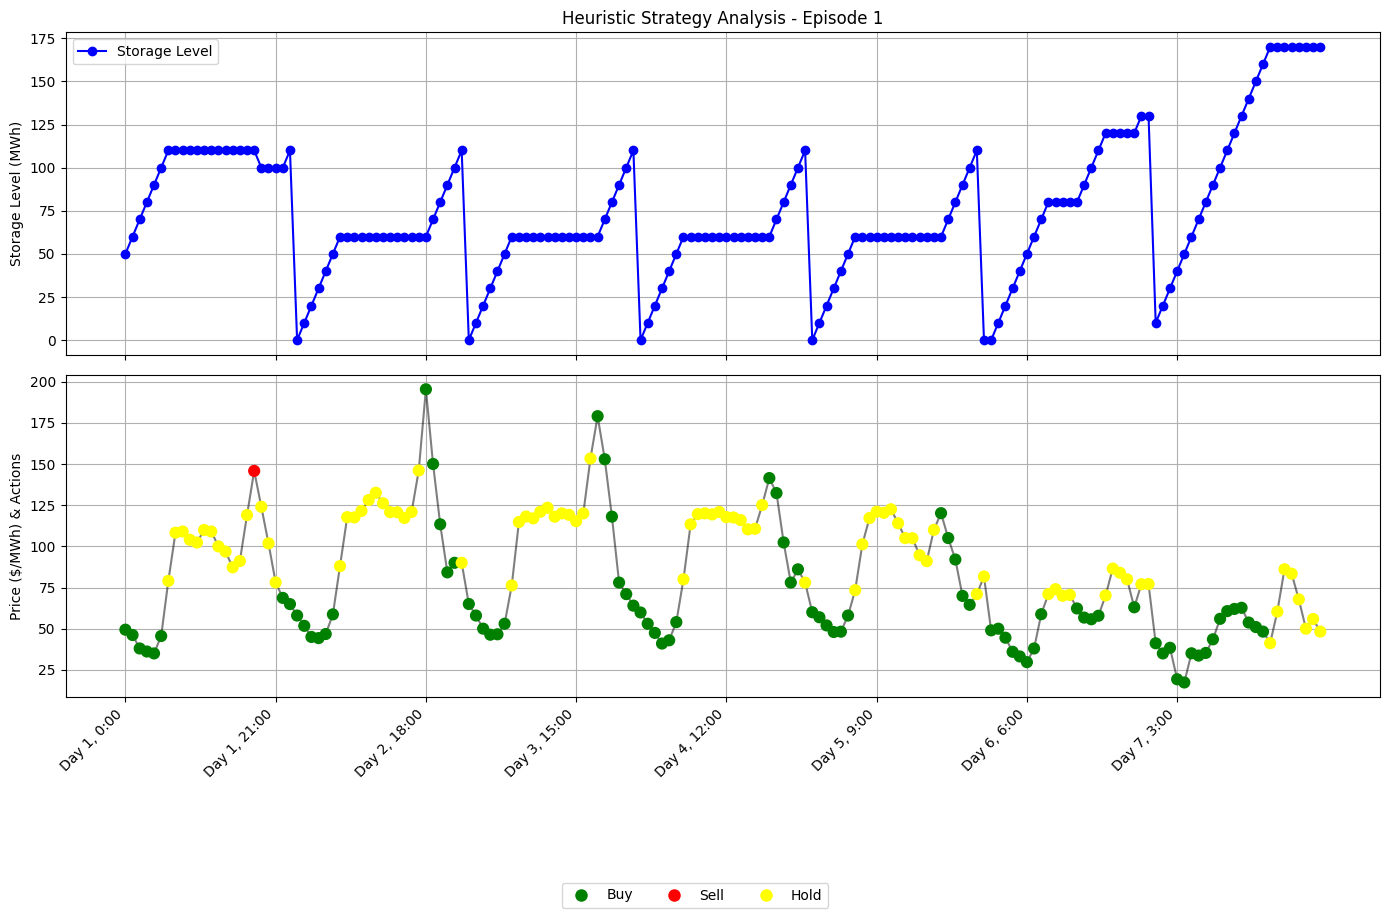 Heuristic Strategy Analysis - Episode 1
Storage Level
Storage Level (MWh)
175
150
125
100
75
50
25
0
Price ($/MWh) & Actions
200
175
150
125
100
75
50
25
Day 1, 0:00
Day 1, 21:00
Day 2, 18:00
Day 3, 15:00
Day 4, 12:00
Day 5, 9:00
Day 6, 6:00
Day 7, 3:00
Buy Sell Hold